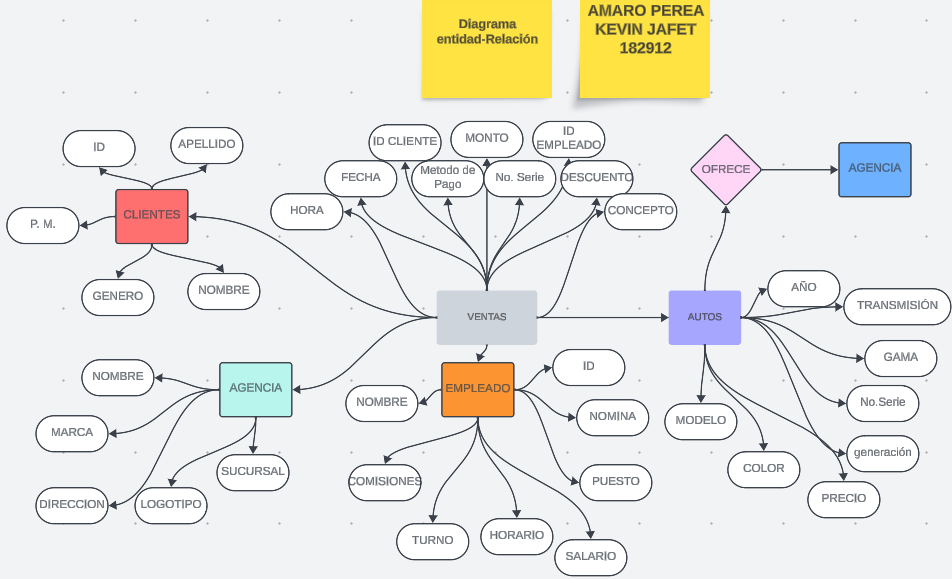 Diagrama
entidad-Relación
AMARO PEREA
KEVIN JAFET
182912
ID
APELLIDO
CLIENTES
P. M.
GENERO
NOMBRE
ID CLIENTE
MONTO
ID
EMPLEADO
FECHA
Metodo de
Pago
No. Serie
DESCUENTO
HORA
CONCEPTO
VENTAS
OFRECE
AGENCIA
AUTOS
AÑO
TRANSMISIÓN
GAMA
No.Serie
generación
PRECIO
COLOR
MODELO
NOMBRE
AGENCIA
MARCA
DIRECCION
LOGOTIPO
SUCURSAL
EMPLEADO
ID
NOMBRE
NOMINA
COMISIONES
PUESTO
TURNO
HORARIO
SALARIO